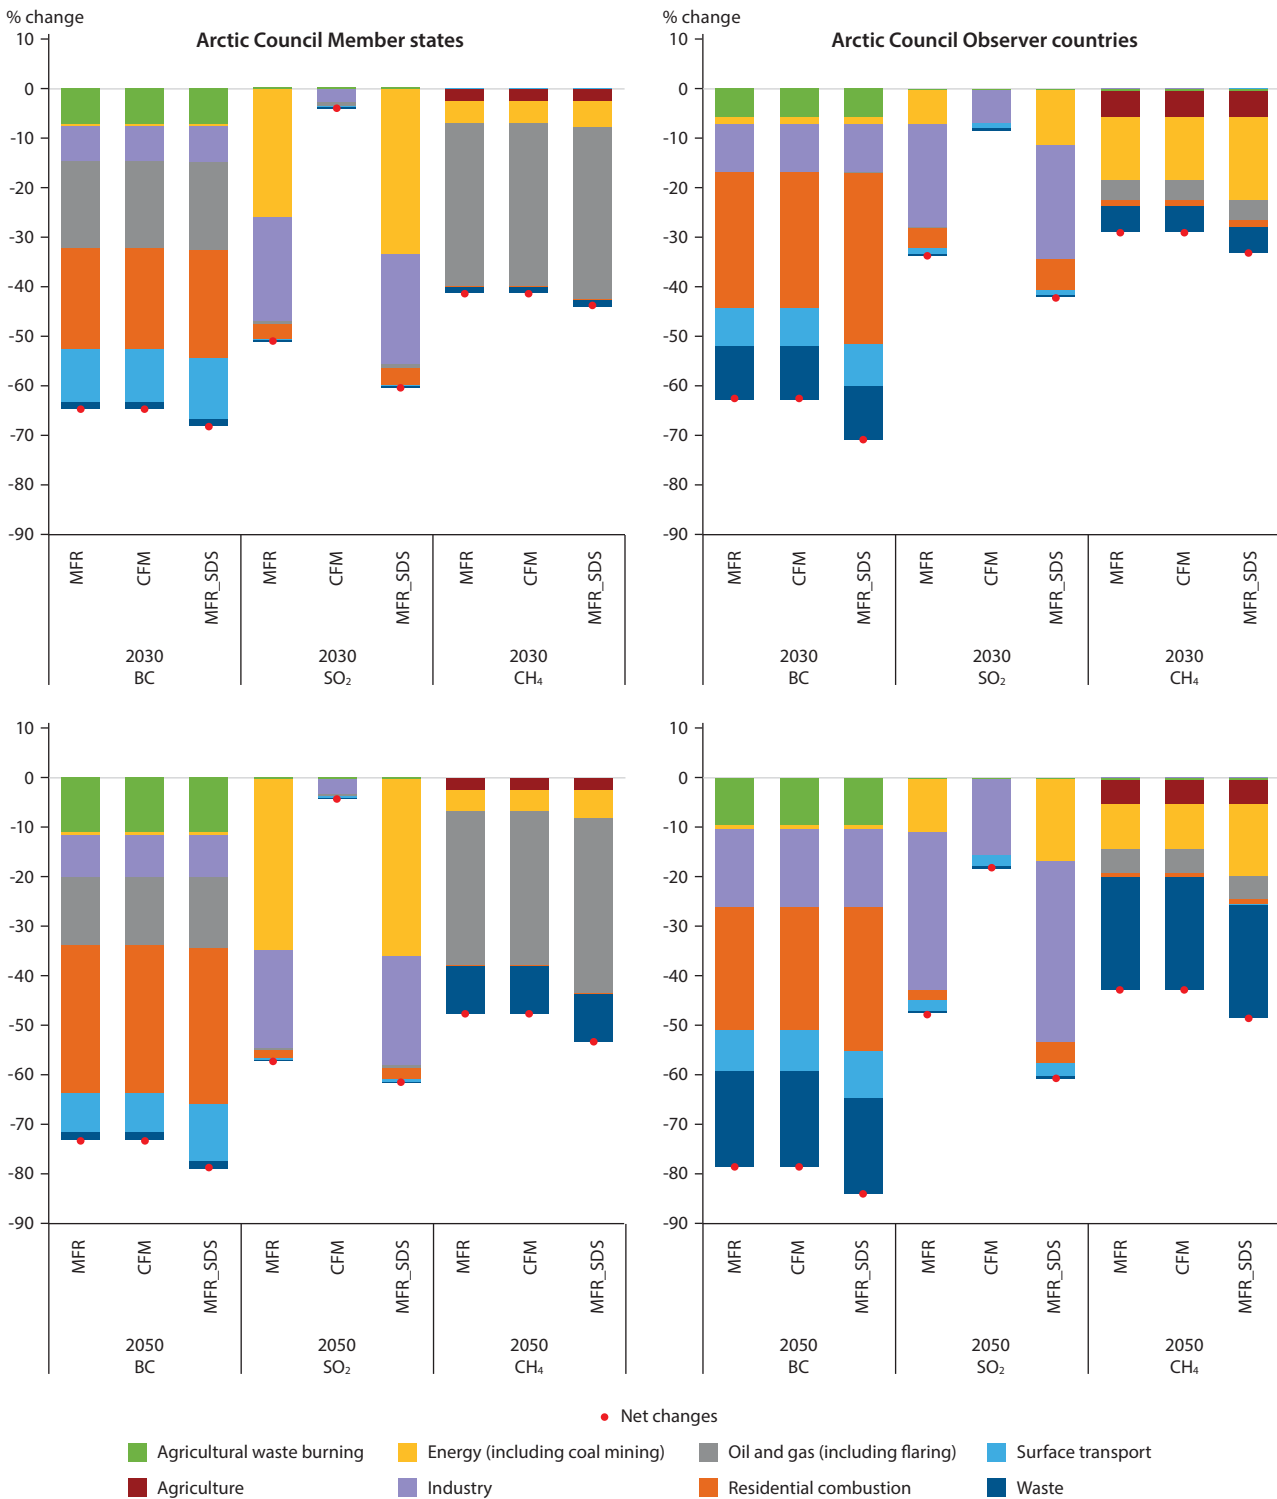 % change
Arctic Council Member states
10
0
-10
-20
-30
-40
-50
-60
-70
-80
-90
MFR
CFM
MFR_SDS
MFR
CFM
MFR_SDS
MFR
CFM
MFR_SDS
2030
BC
2030
SO₂
2030
CH₄
% change
Arctic Council Observer countries
10
0
-10
-20
-30
-40
-50
-60
-70
-80
-90
MFR
CFM
MFR_SDS
MFR
CFM
MFR_SDS
MFR
CFM
MFR_SDS
2030
BC
2030
SO₂
2030
CH₄
10
0
-10
-20
-30
-40
-50
-60
-70
-80
-90
MFR
CFM
MFR_SDS
MFR
CFM
MFR_SDS
MFR
CFM
MFR_SDS
2050
BC
2050
SO₂
2050
CH₄
10
0
-10
-20
-30
-40
-50
-60
-70
-80
-90
MFR
CFM
MFR_SDS
MFR
CFM
MFR_SDS
MFR
CFM
MFR_SDS
2050
BC
2050
SO₂
2050
CH₄
Net changes
Agricultural waste burning
Energy (including coal mining)
Oil and gas (including flaring)
Surface transport
Agriculture
Industry
Residential combustion
Waste